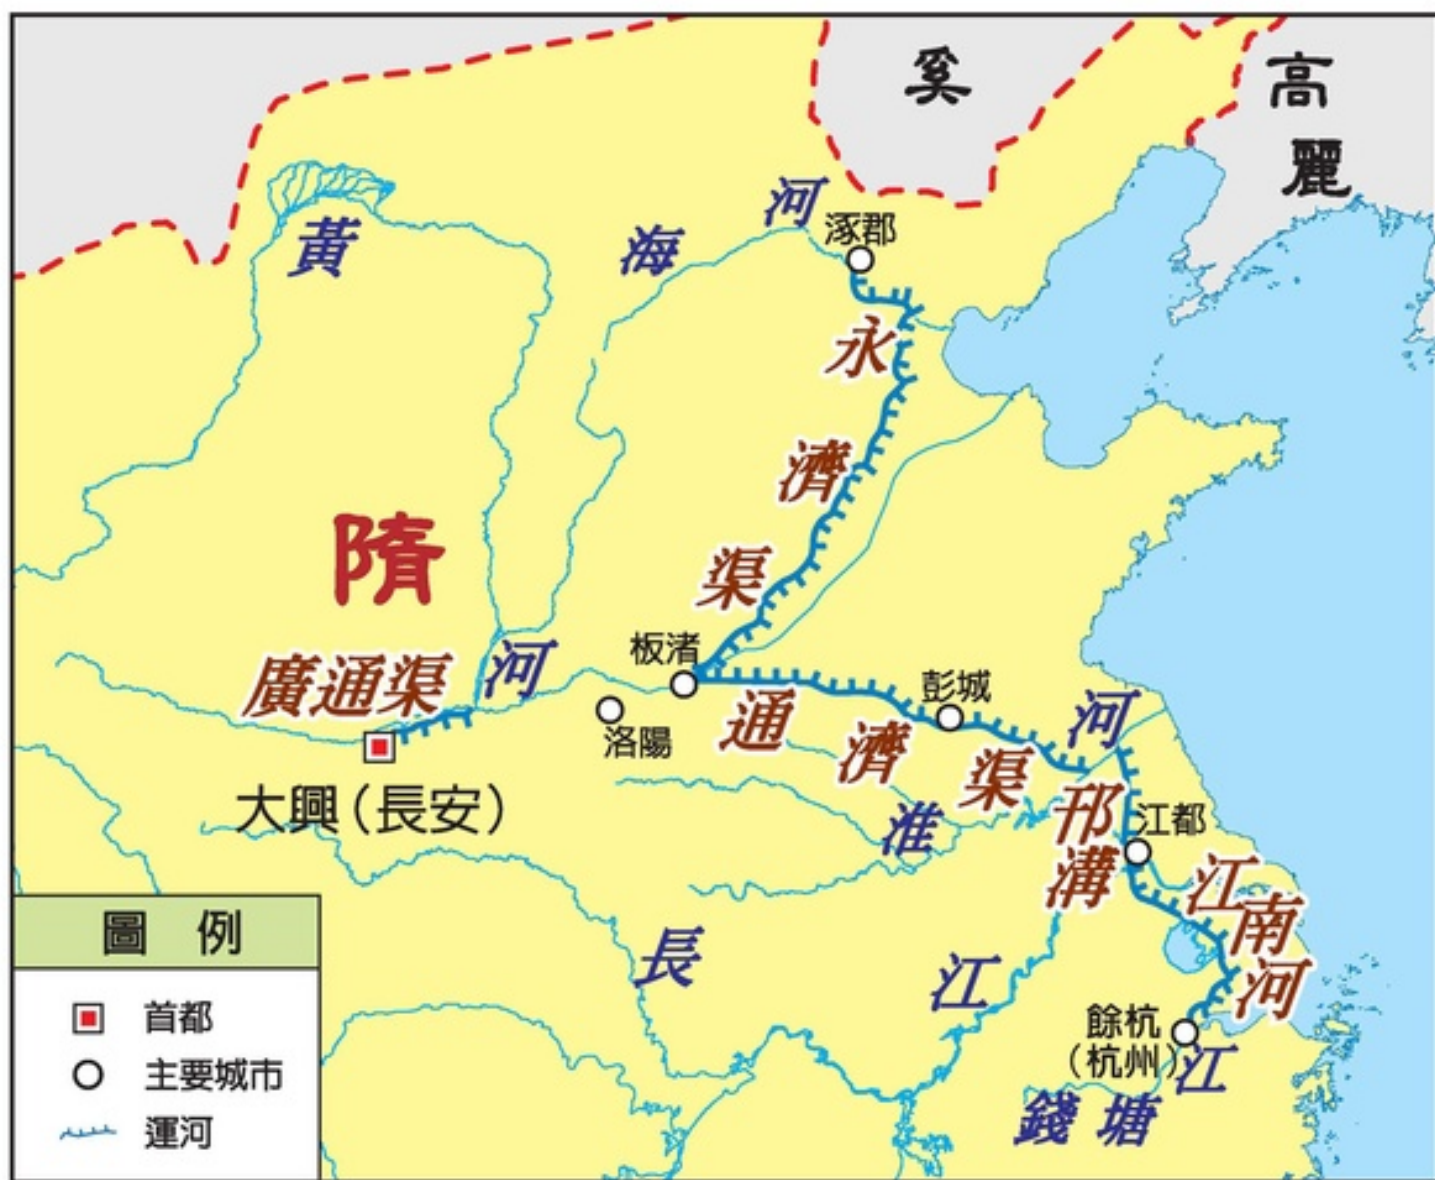 奚
高麗
黃河
海河
涿郡
永濟渠
隋
廣通渠
板渚
洛陽
彭城
通濟渠
大興(長安)
淮河
邗溝
江都
江南河
長江
餘杭
(杭州)
錢塘江
圖例
首都
主要城市
運河